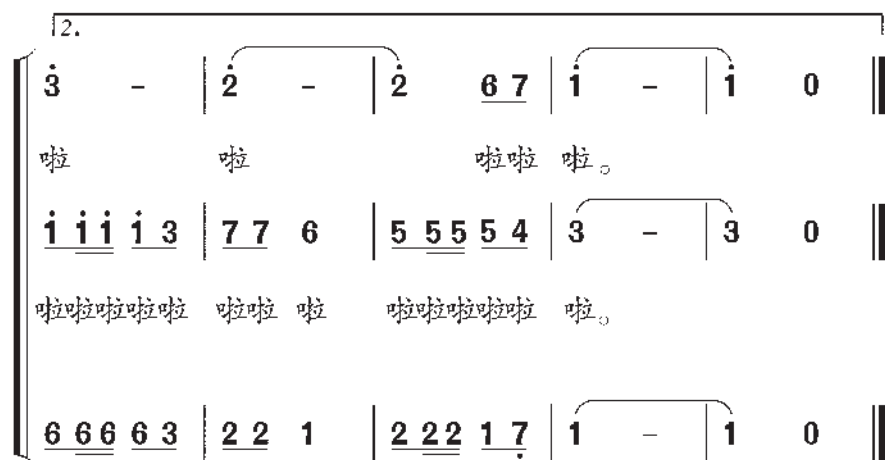 2.
3̇ - | 2̇ - | 2̇ 6 7 | 1̇ - | 1̇ 0
啦 啦 啦啦 啦。
1̇ 1̇ 1̇ 1̇ 3 | 7 7 6 | 5 5 5 5 4 | 3 - | 3 0
啦啦啦啦啦 啦啦 啦 啦啦啦啦啦 啦。
6 6 6 6 3 | 2 2 1 | 2 2 2 1 7̣ | 1 - | 1 0